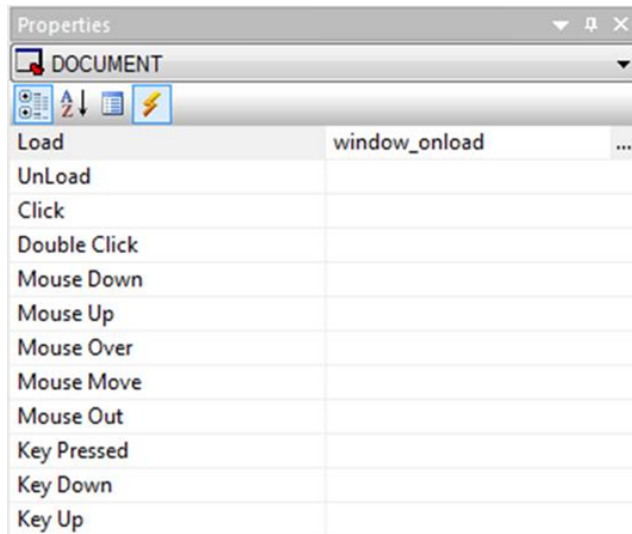 Properties
DOCUMENT
Load window_onload ...
UnLoad
Click
Double Click
Mouse Down
Mouse Up
Mouse Over
Mouse Move
Mouse Out
Key Pressed
Key Down
Key Up